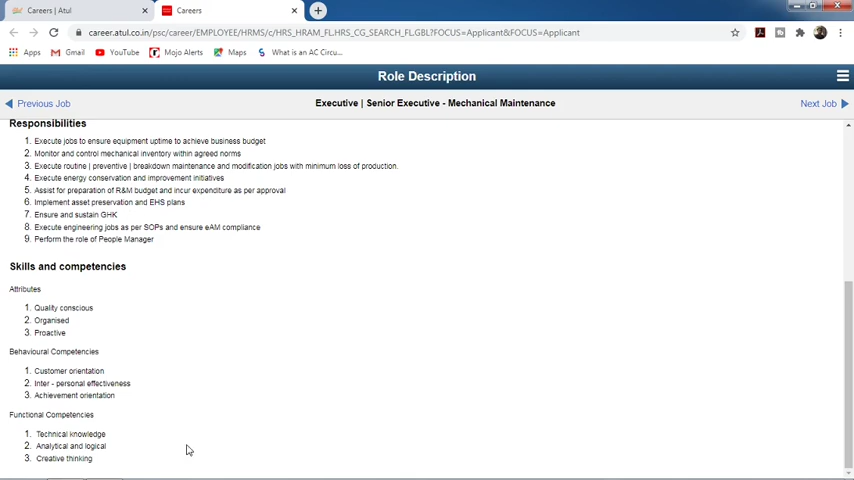 Careers | Atul
Careers
career.atul.co.in/psc/career/EMPLOYEE/HRMS/c/HRS_HRAM_FL.HRS_CG_SEARCH_FL.GBL?FOCUS=Applicant&FOCUS=Applicant
Apps Gmail YouTube Mojo Alerts Maps What is an AC Circu...
Role Description
Previous Job Executive | Senior Executive - Mechanical Maintenance Next Job
Responsibilities
1. Execute jobs to ensure equipment uptime to achieve business budget
2. Monitor and control mechanical inventory within agreed norms
3. Execute routine | preventive | breakdown maintenance and modification jobs with minimum loss of production.
4. Execute energy conservation and improvement initiatives
5. Assist for preparation of R&M budget and incur expenditure as per approval
6. Implement asset preservation and EHS plans
7. Ensure and sustain GHK
8. Execute engineering jobs as per SOPs and ensure eAM compliance
9. Perform the role of People Manager
Skills and competencies
Attributes
1. Quality conscious
2. Organised
3. Proactive
Behavioural Competencies
1. Customer orientation
2. Inter - personal effectiveness
3. Achievement orientation
Functional Competencies
1. Technical knowledge
2. Analytical and logical
3. Creative thinking